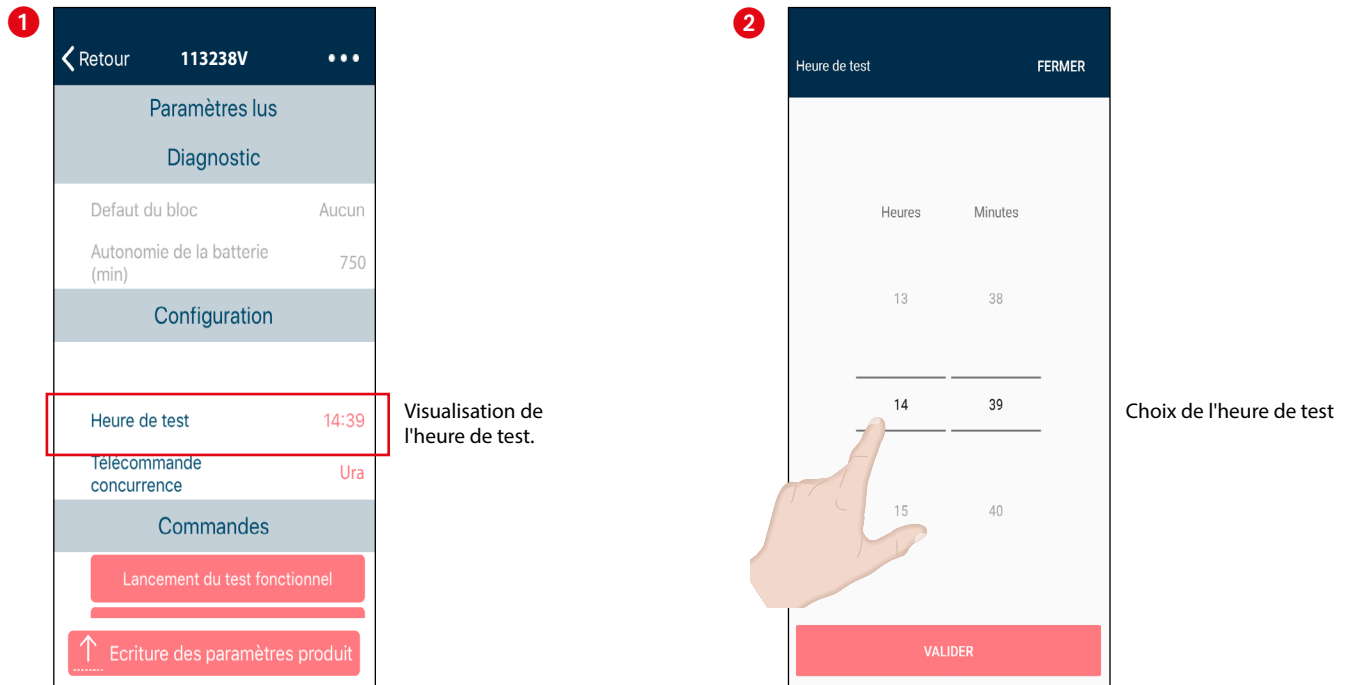 1
Retour 113238V •••
Paramètres lus
Diagnostic
Defaut du bloc Aucun
Autonomie de la batterie
(min) 750
Configuration
Heure de test 14:39
Télécommande
concurrence Ura
Commandes
Lancement du test fonctionnel
Ecriture des paramètres produit
Visualisation de
l'heure de test.
2
Heure de test FERMER
Heures Minutes
13 38
14 39
15 40
VALIDER
Choix de l'heure de test